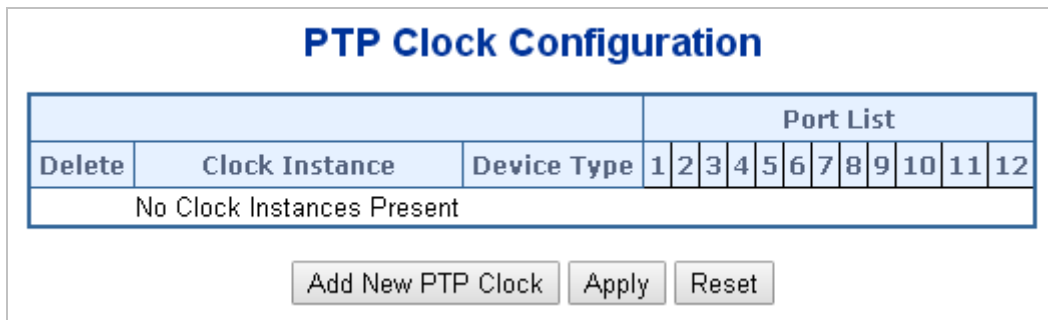 PTP Clock Configuration
Port List
Delete Clock Instance Device Type 1 2 3 4 5 6 7 8 9 10 11 12
No Clock Instances Present
Add New PTP Clock Apply Reset